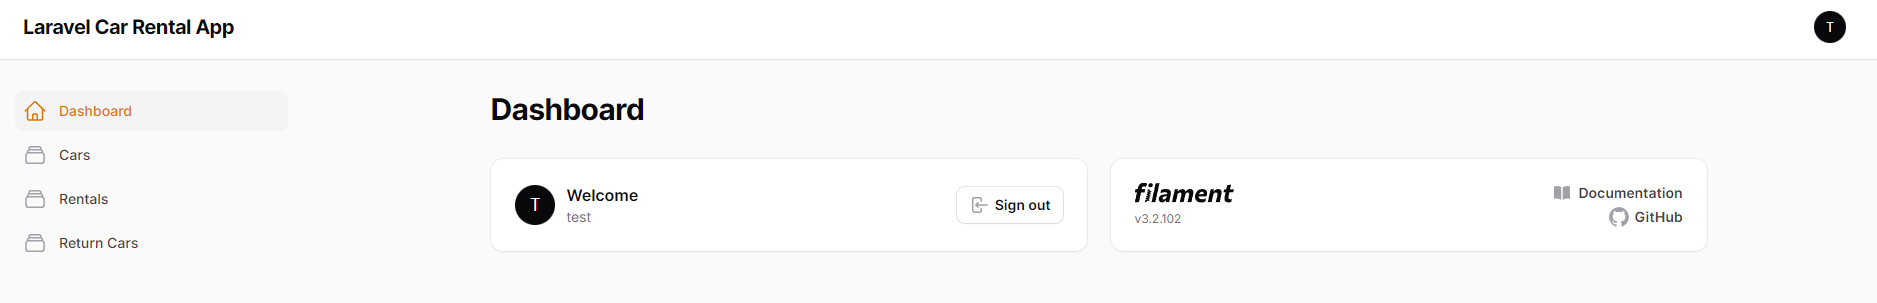 Laravel Car Rental App
T
Dashboard
Cars
Rentals
Return Cars
Dashboard
T
Welcome
test
Sign out
filament
v3.2.102
Documentation
GitHub